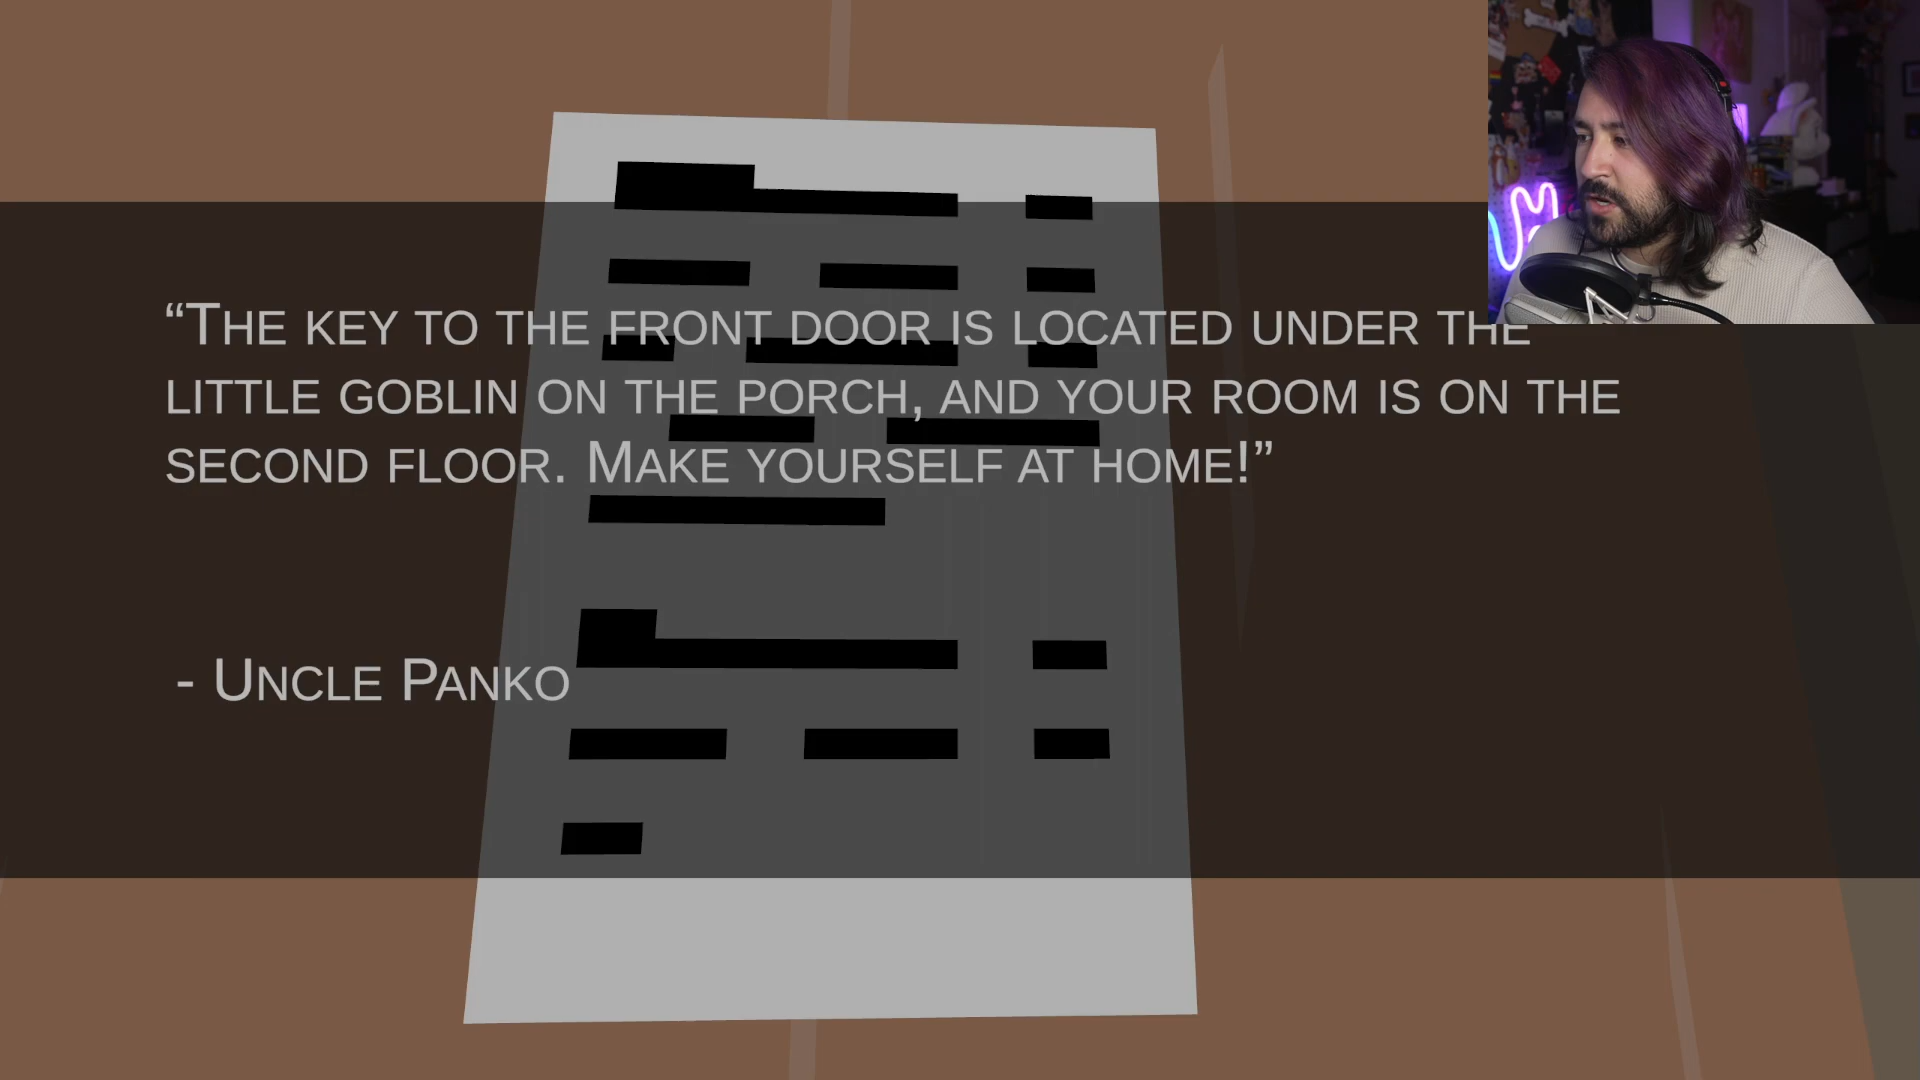 “The key to the front door is located under the
little goblin on the porch, and your room is on the
second floor. Make yourself at home!”
- Uncle Panko